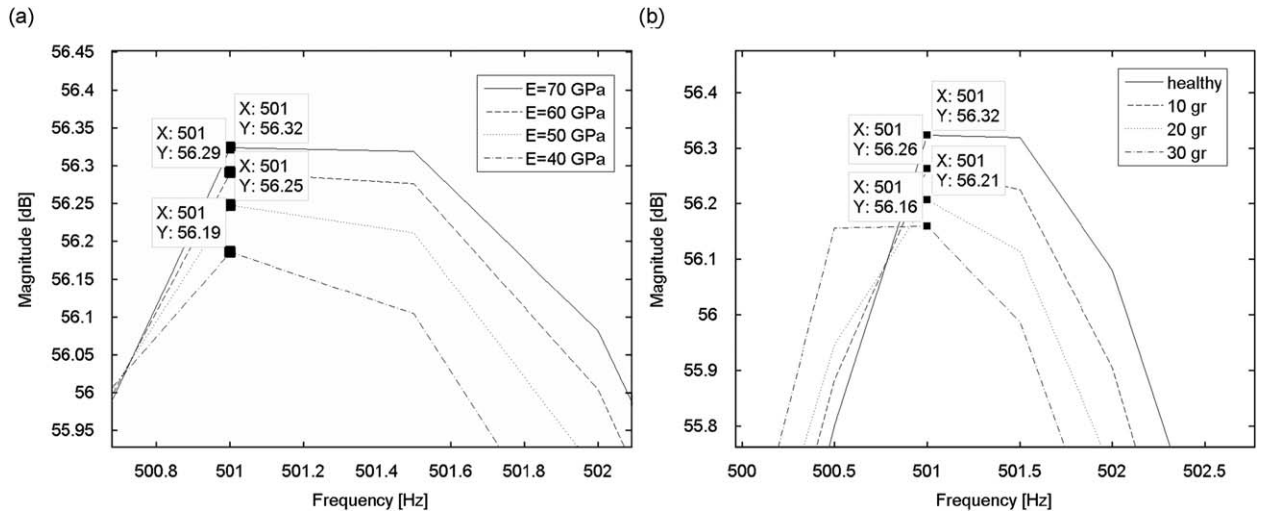 (a)
56.45
56.4
56.35
56.3
56.25
56.2
56.15
56.1
56.05
56
55.95
Magnitude [dB]
X: 501
Y: 56.32
X: 501
Y: 56.29
X: 501
Y: 56.25
X: 501
Y: 56.19
E=70 GPa
E=60 GPa
E=50 GPa
E=40 GPa
500.8
501
501.2
501.4
501.6
501.8
502
Frequency [Hz]
(b)
56.4
56.3
56.2
56.1
56
55.9
55.8
Magnitude [dB]
X: 501
Y: 56.32
X: 501
Y: 56.26
X: 501
Y: 56.21
X: 501
Y: 56.16
healthy
10 gr
20 gr
30 gr
500
500.5
501
501.5
502
502.5
Frequency [Hz]